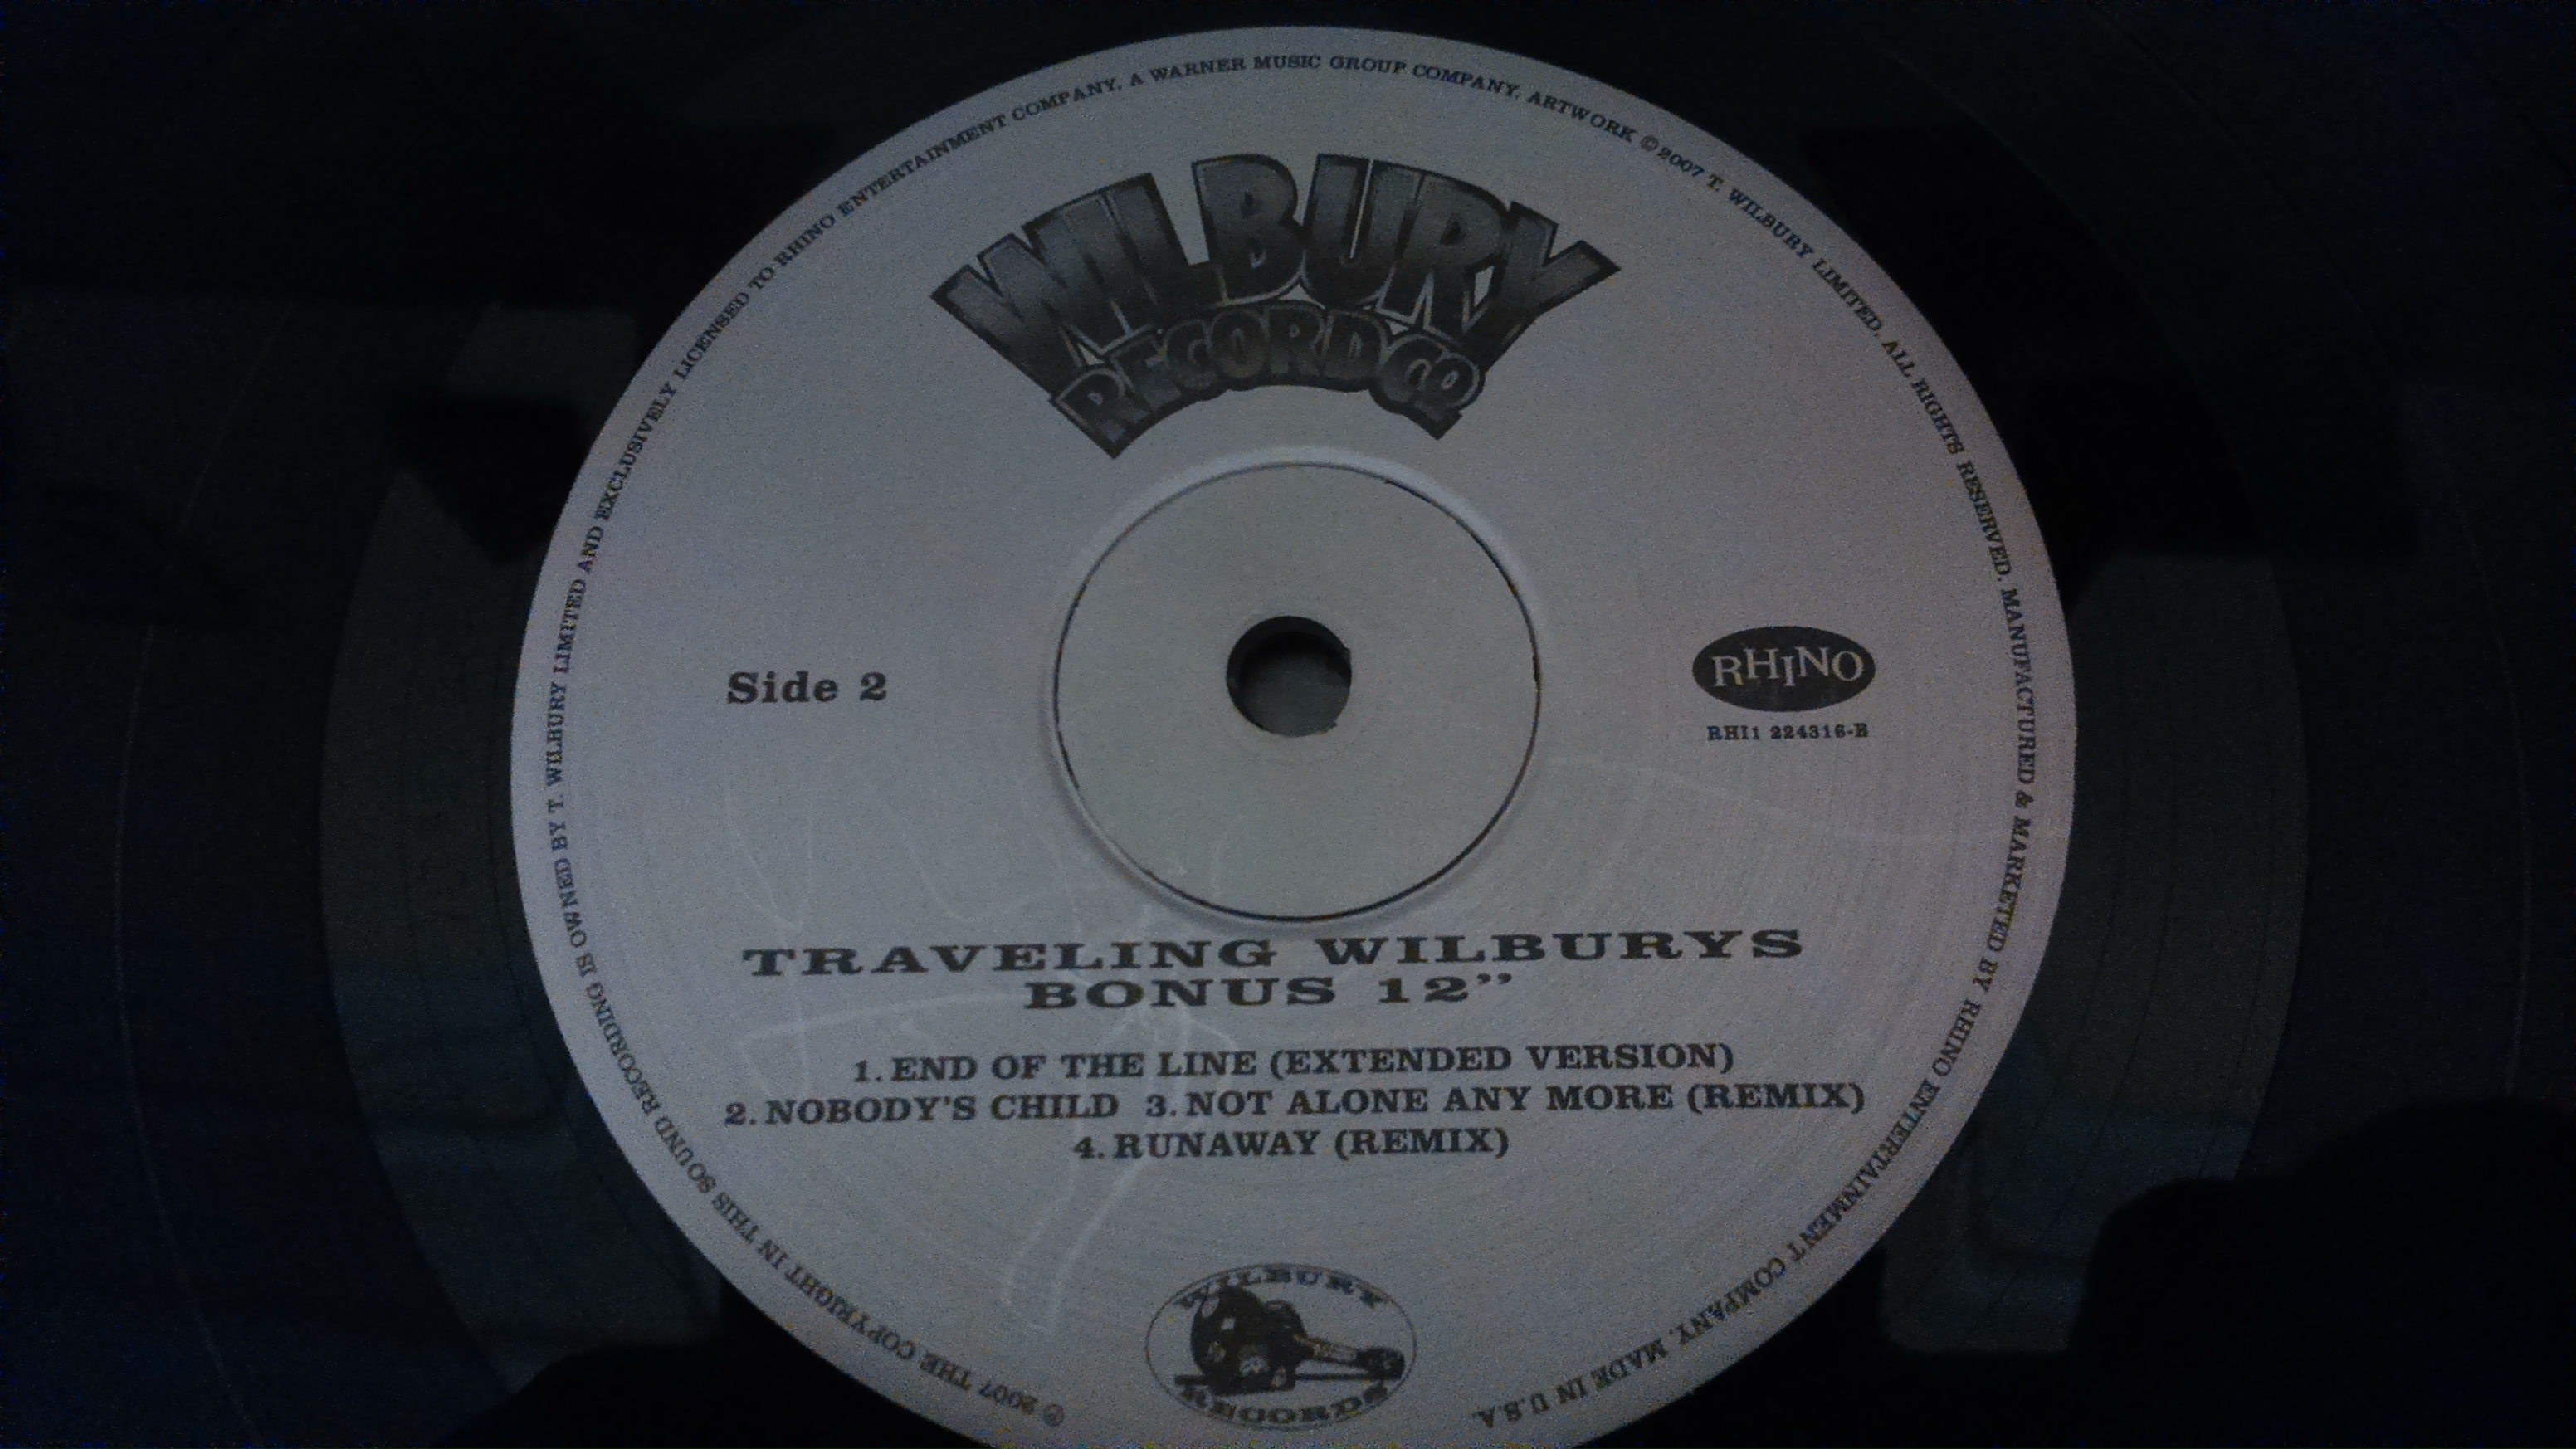 WILBURY
RECORD CO
Side 2
RHINO
RHI1 224316-B
TRAVELING WILBURYS
BONUS 12”
1. END OF THE LINE (EXTENDED VERSION)
2. NOBODY'S CHILD 3. NOT ALONE ANY MORE (REMIX)
4. RUNAWAY (REMIX)
WILBURY
RECORDS
℗ 2007 THE COPYRIGHT IN THIS SOUND RECORDING IS OWNED BY T. WILBURY LIMITED AND EXCLUSIVELY LICENSED TO RHINO ENTERTAINMENT COMPANY, A WARNER MUSIC GROUP COMPANY. ARTWORK © 2007 T. WILBURY LIMITED. ALL RIGHTS RESERVED. MANUFACTURED & MARKETED BY RHINO ENTERTAINMENT COMPANY. MADE IN U.S.A.